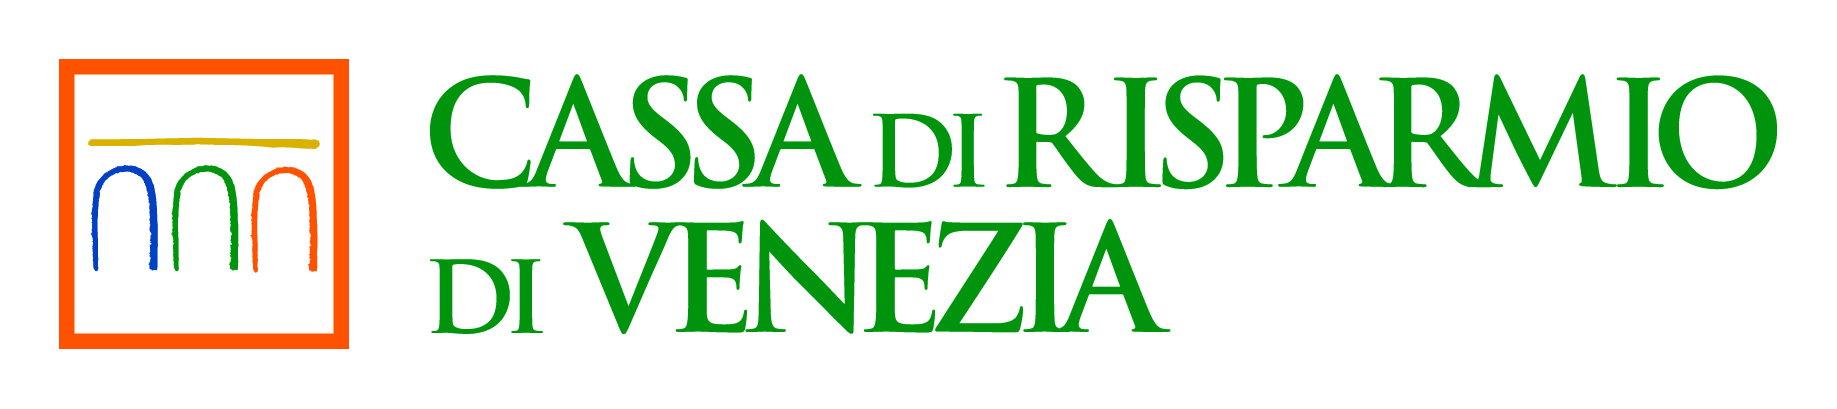 CASSA DI RISPARMIO
DI VENEZIA